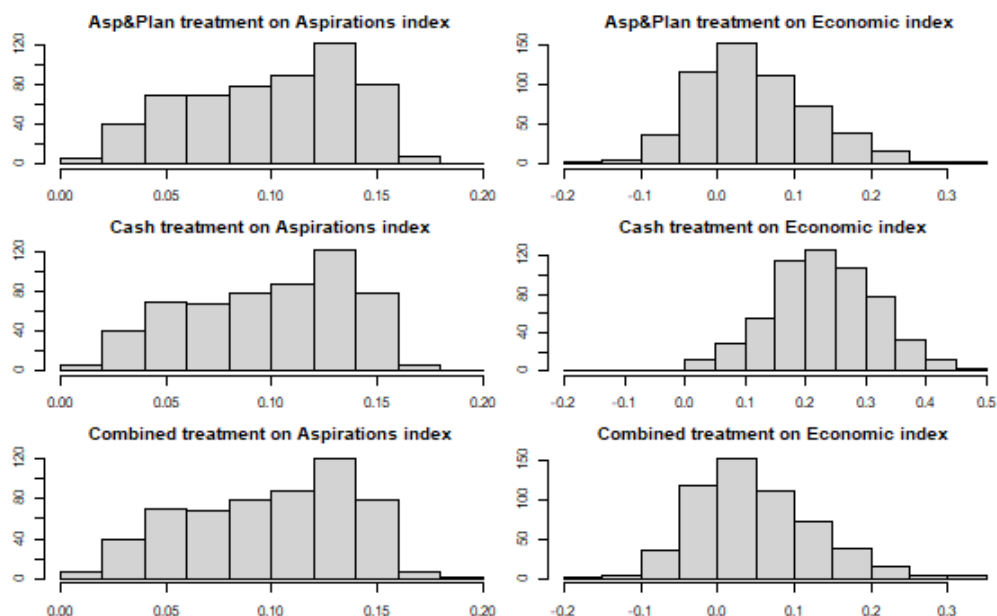 Asp&Plan treatment on Aspirations index
0 40 80 120
0.00 0.05 0.10 0.15 0.20
Asp&Plan treatment on Economic index
0 50 100 150
-0.2 -0.1 0.0 0.1 0.2 0.3
Cash treatment on Aspirations index
0 40 80 120
0.00 0.05 0.10 0.15 0.20
Cash treatment on Economic index
0 40 80 120
-0.2 -0.1 0.0 0.1 0.2 0.3 0.4 0.5
Combined treatment on Aspirations index
0 40 80 120
0.00 0.05 0.10 0.15 0.20
Combined treatment on Economic index
0 50 100 150
-0.2 -0.1 0.0 0.1 0.2 0.3